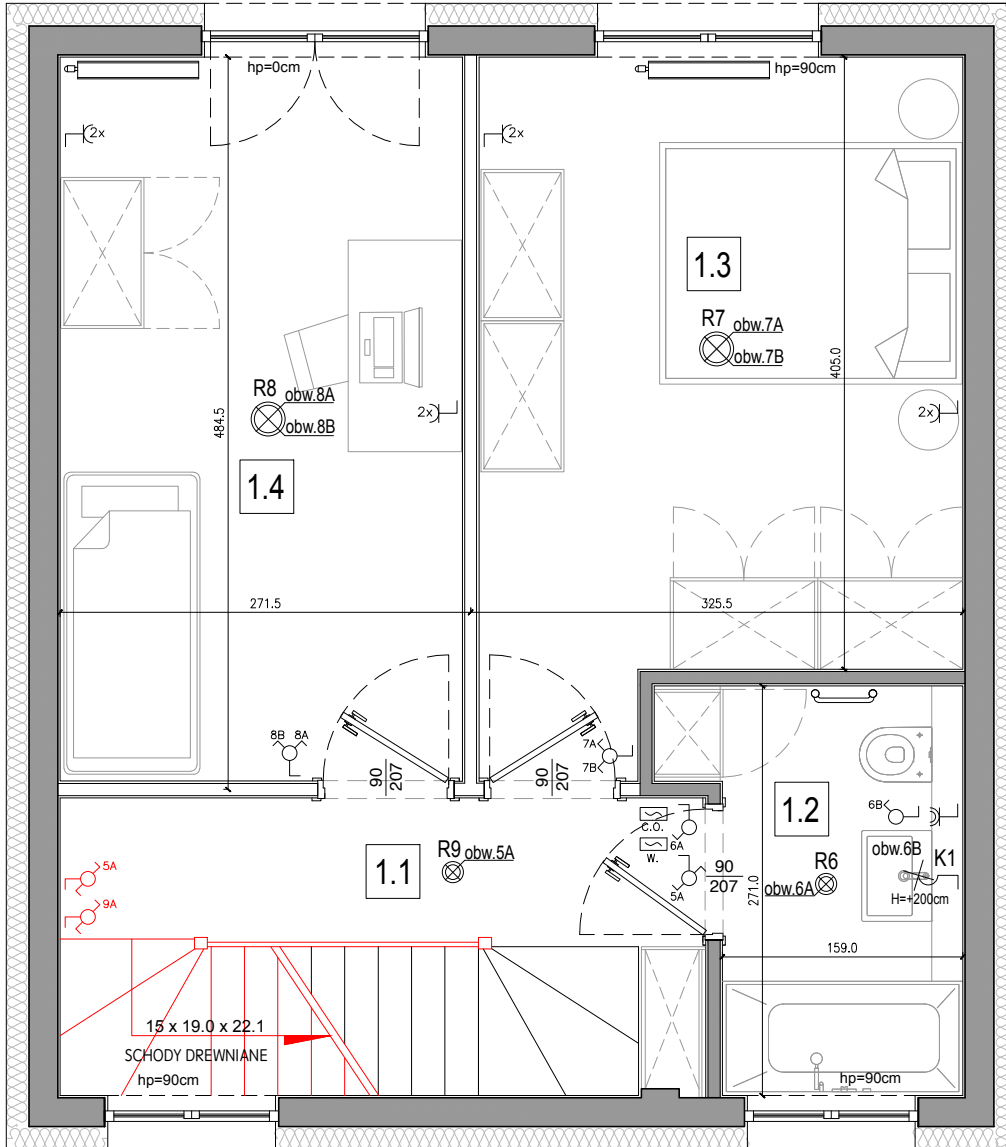 hp=0cm
hp=90cm
2x
2x
1.3
R7 obw.7A
obw.7B
405.0
R8 obw.8A
obw.8B
2x
2x
484.5
1.4
271.5
325.5
8B 8A
90
207
90
207
7A
7B
1.2
6B
C.O.
6A
W.
5A
90
207
1.1
R9 obw.5A
5A
9A
obw.6B
K1
R6
obw.6A
H=+200cm
271.0
159.0
15 x 19.0 x 22.1
SCHODY DREWNIANE
hp=90cm
hp=90cm